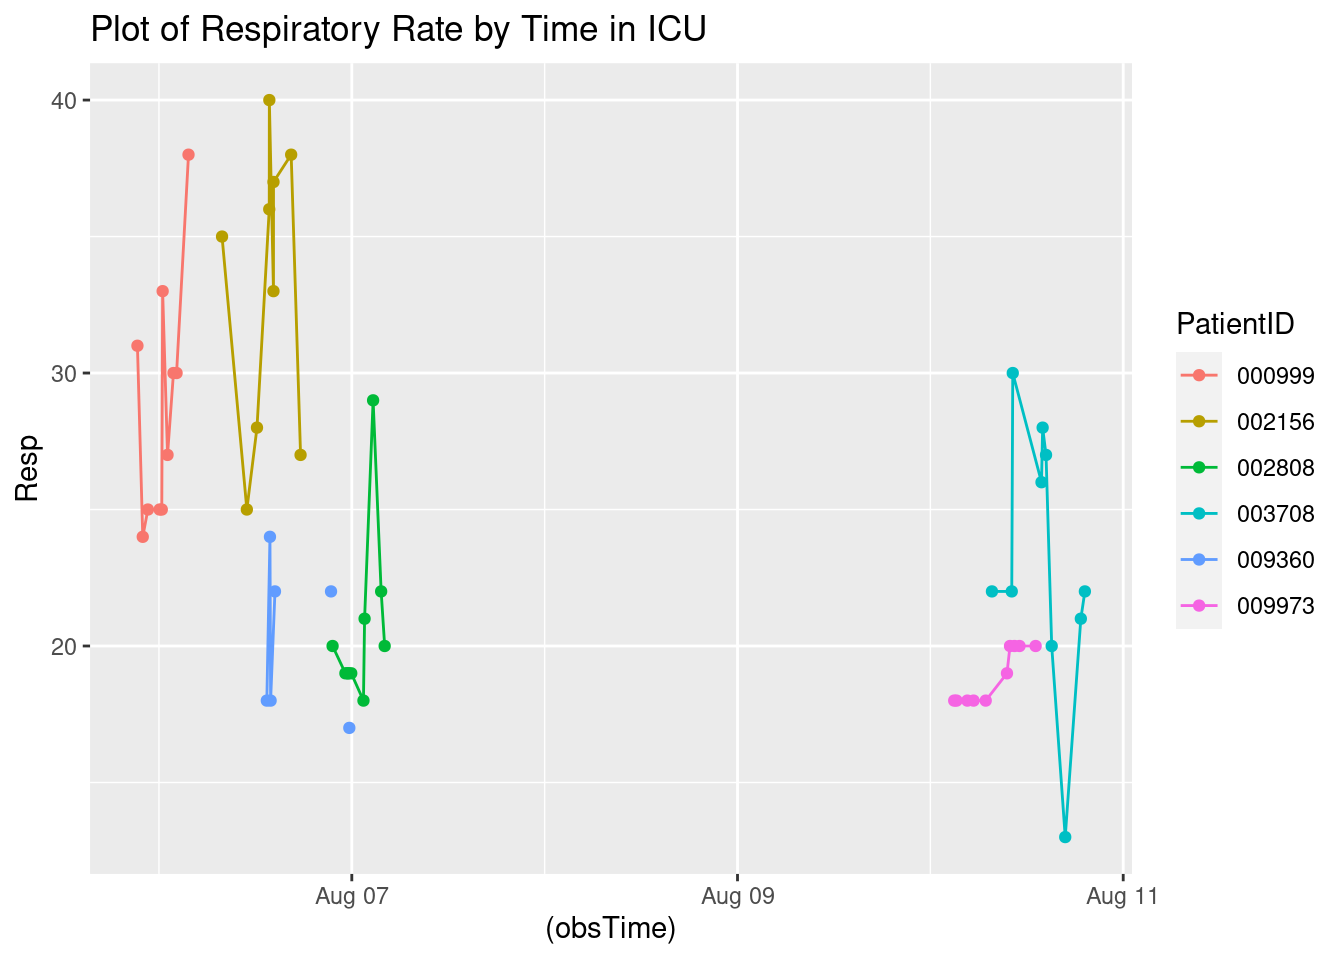 Plot of Respiratory Rate by Time in ICU
40
30
20
Resp
Aug 07
Aug 09
Aug 11
(obsTime)
PatientID
000999
002156
002808
003708
009360
009973